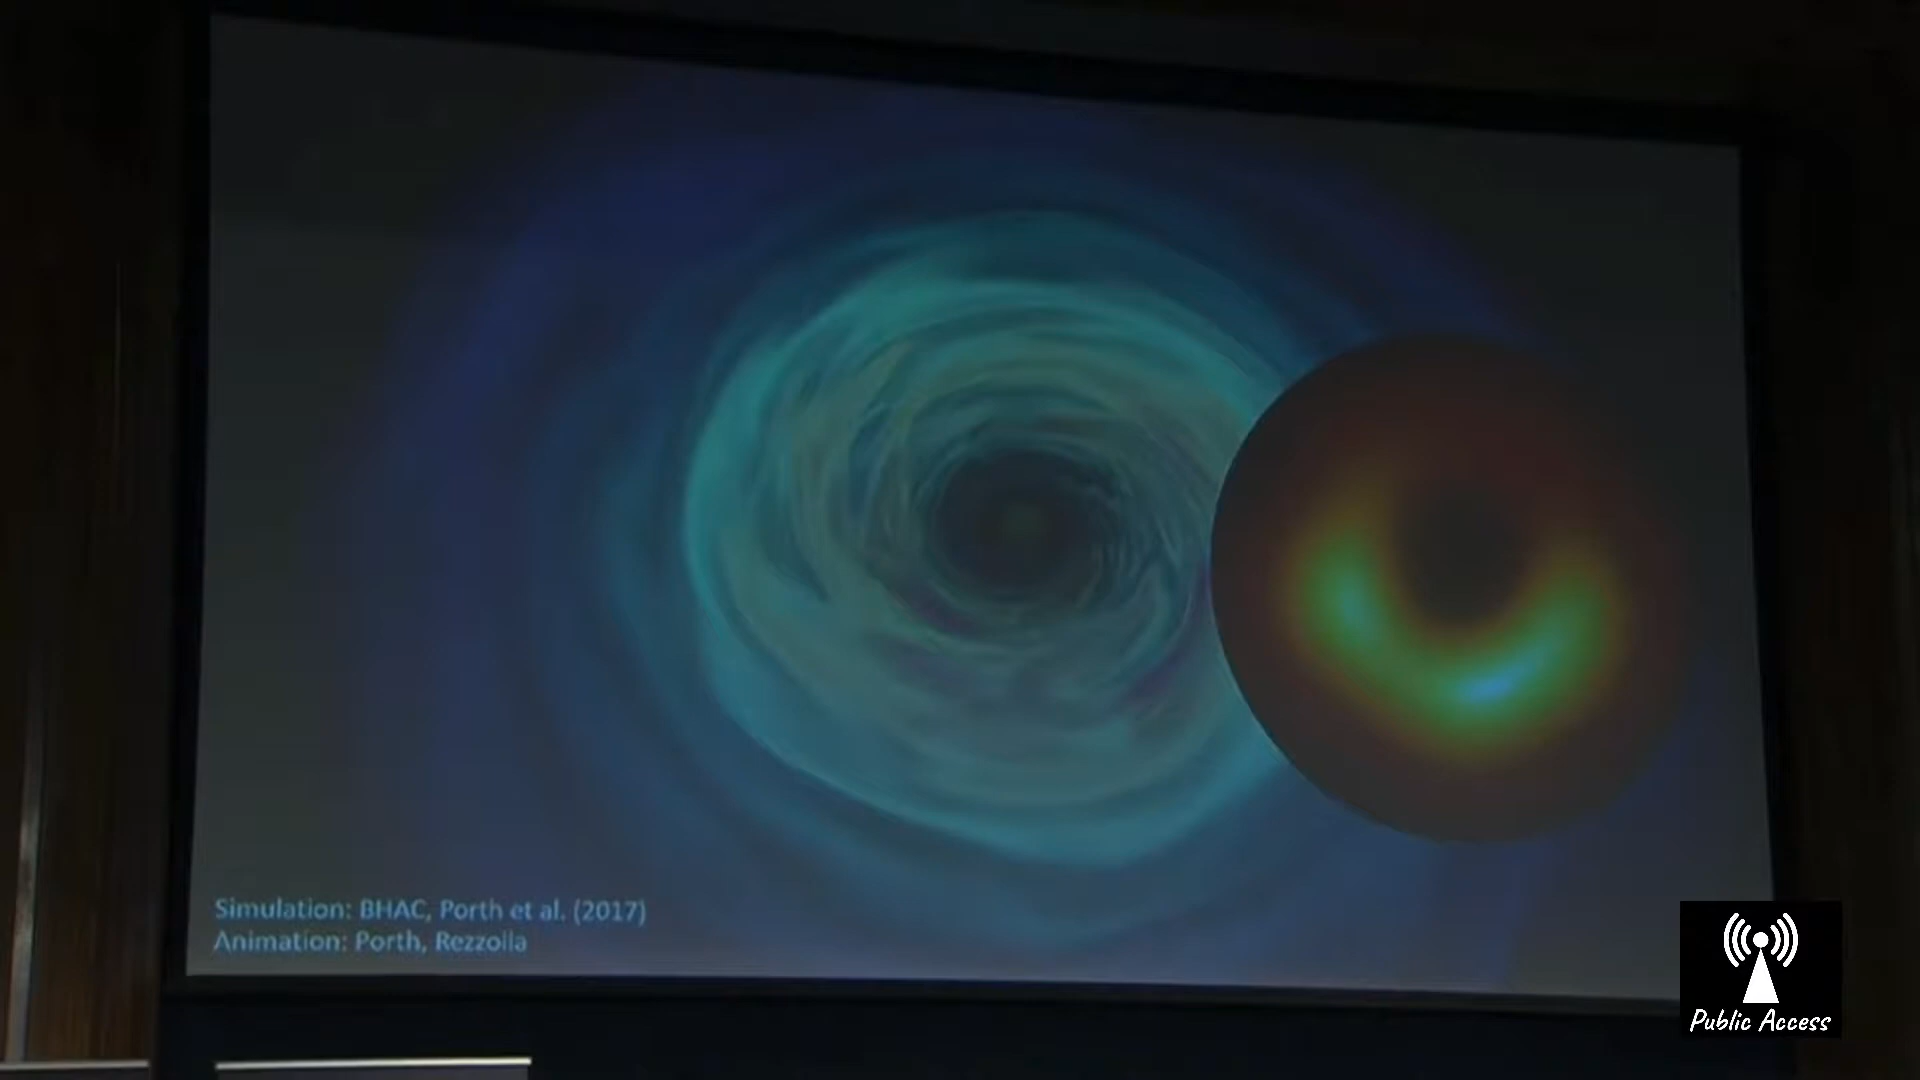 Simulation: BHAC, Porth et al. (2017)
Animation: Porth, Rezzolla
Public Access